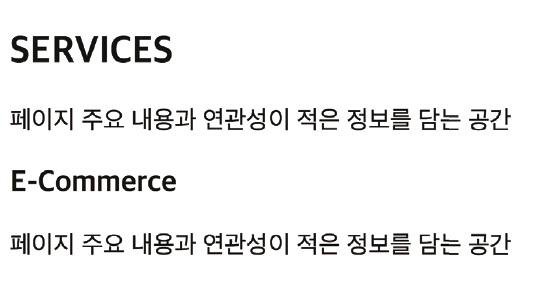 SERVICES
페이지 주요 내용과 연관성이 적은 정보를 담는 공간
E-Commerce
페이지 주요 내용과 연관성이 적은 정보를 담는 공간